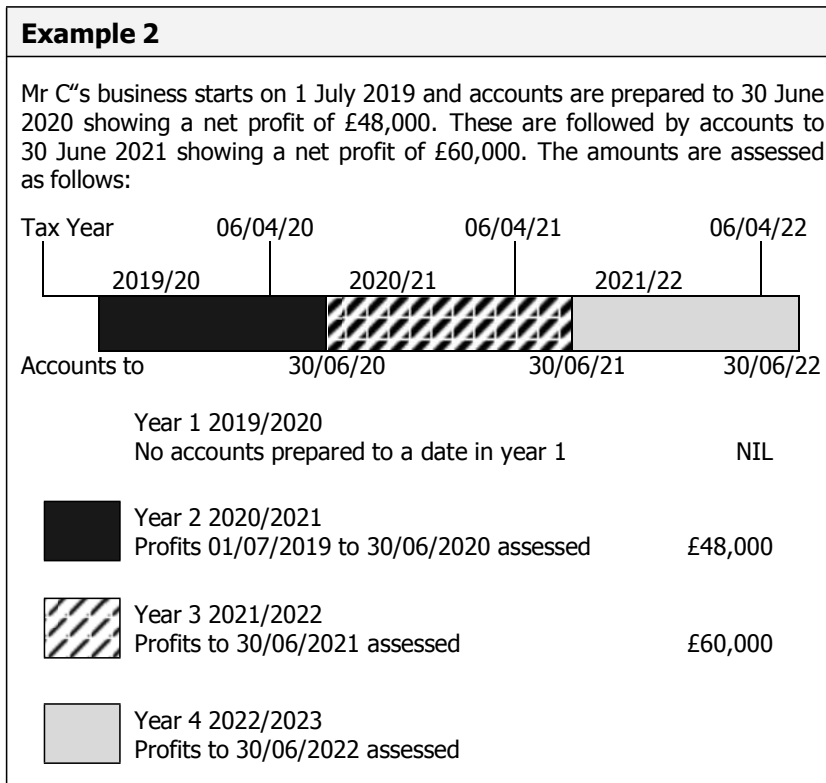 Example 2
Mr C“s business starts on 1 July 2019 and accounts are prepared to 30 June
2020 showing a net profit of £48,000. These are followed by accounts to
30 June 2021 showing a net profit of £60,000. The amounts are assessed
as follows:
Tax Year 06/04/20 06/04/21 06/04/22
2019/20 2020/21 2021/22
Accounts to 30/06/20 30/06/21 30/06/22
Year 1 2019/2020
No accounts prepared to a date in year 1 NIL
Year 2 2020/2021
Profits 01/07/2019 to 30/06/2020 assessed £48,000
Year 3 2021/2022
Profits to 30/06/2021 assessed £60,000
Year 4 2022/2023
Profits to 30/06/2022 assessed